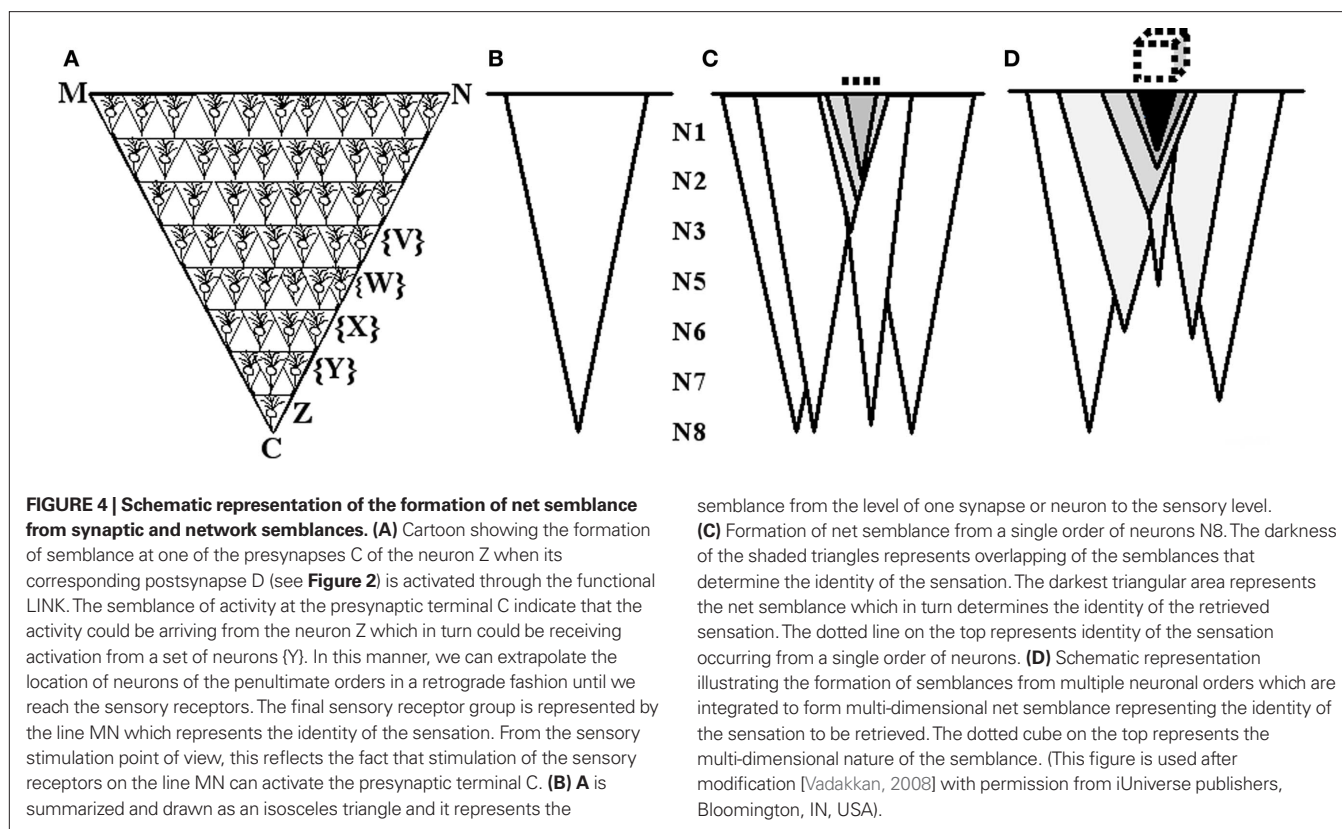 A
B
C
D
M
N
N1
N2
N3
{V}
N5
{W}
N6
{X}
N7
{Y}
Z
N8
C
FIGURE 4 | Schematic representation of the formation of net semblance
from synaptic and network semblances. (A) Cartoon showing the formation
of semblance at one of the presynapses C of the neuron Z when its
corresponding postsynapse D (see Figure 2) is activated through the functional
LINK. The semblance of activity at the presynaptic terminal C indicate that the
activity could be arriving from the neuron Z which in turn could be receiving
activation from a set of neurons {Y}. In this manner, we can extrapolate the
location of neurons of the penultimate orders in a retrograde fashion until we
reach the sensory receptors. The final sensory receptor group is represented by
the line MN which represents the identity of the sensation. From the sensory
stimulation point of view, this reflects the fact that stimulation of the sensory
receptors on the line MN can activate the presynaptic terminal C. (B) A is
summarized and drawn as an isosceles triangle and it represents the
semblance from the level of one synapse or neuron to the sensory level.
(C) Formation of net semblance from a single order of neurons N8. The darkness
of the shaded triangles represents overlapping of the semblances that
determine the identity of the sensation. The darkest triangular area represents
the net semblance which in turn determines the identity of the retrieved
sensation. The dotted line on the top represents identity of the sensation
occurring from a single order of neurons. (D) Schematic representation
illustrating the formation of semblances from multiple neuronal orders which are
integrated to form multi-dimensional net semblance representing the identity of
the sensation to be retrieved. The dotted cube on the top represents the
multi-dimensional nature of the semblance. (This figure is used after
modification [Vadakkan, 2008] with permission from iUniverse publishers,
Bloomington, IN, USA).